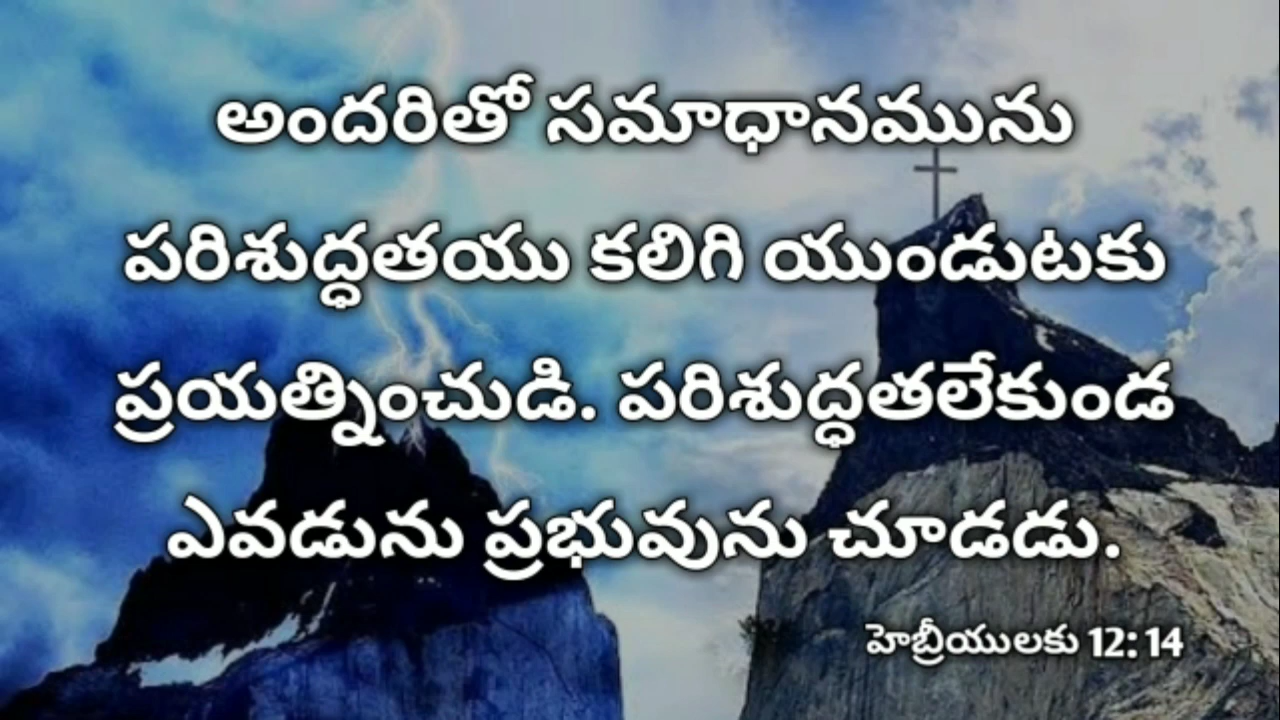 అందరితో సమాధానమును
పరిశుద్ధతయు కలిగి యుండుటకు
ప్రయత్నించుడి. పరిశుద్ధతలేకుండ
ఎవడును ప్రభువును చూడడు.
హెబ్రీయులకు 12: 14